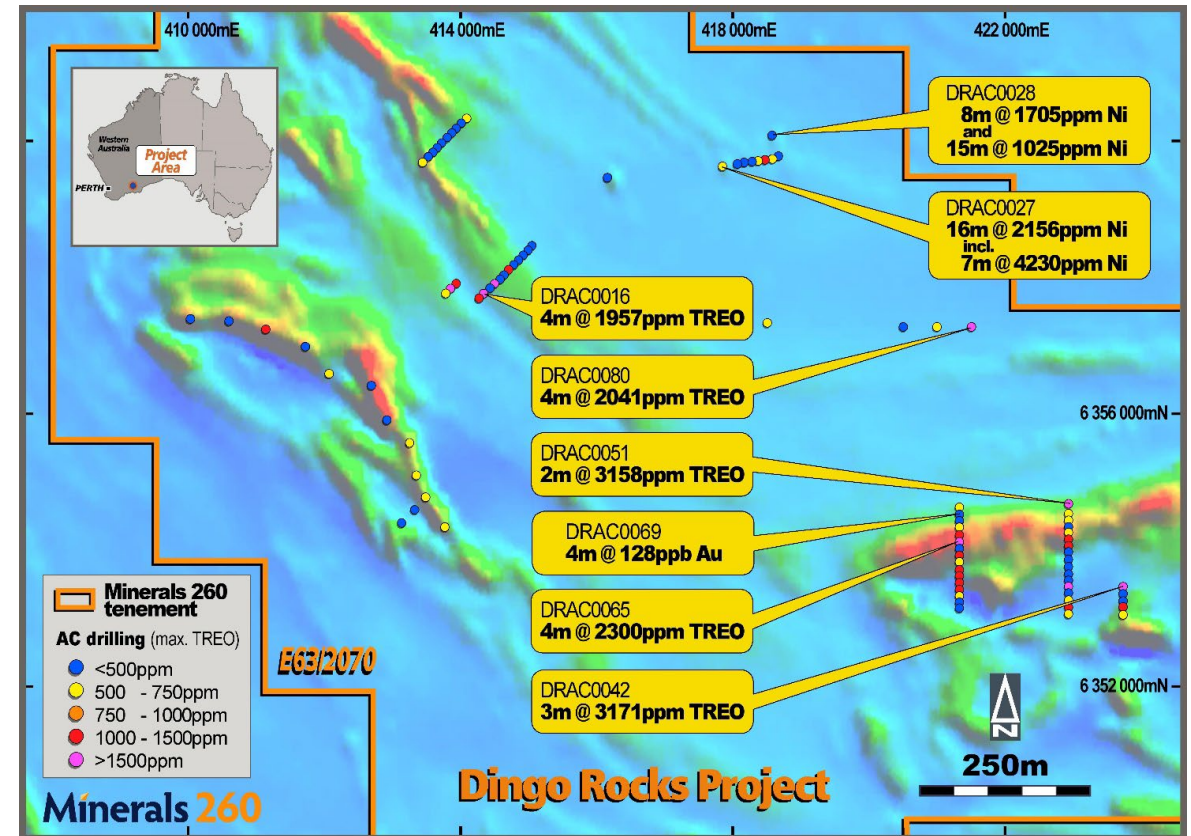 410 000mE
414 000mE
418 000mE
422 000mE
Western
Australia
Project
Area
PERTH
DRAC0028
8m @ 1705ppm Ni
and
15m @ 1025ppm Ni
DRAC0027
16m @ 2156ppm Ni
incl.
7m @ 4230ppm Ni
DRAC0016
4m @ 1957ppm TREO
DRAC0080
4m @ 2041ppm TREO
6 356 000mN
DRAC0051
2m @ 3158ppm TREO
DRAC0069
4m @ 128ppb Au
DRAC0065
4m @ 2300ppm TREO
DRAC0042
3m @ 3171ppm TREO
6 352 000mN
Minerals 260
tenement
AC drilling (max. TREO)
<500ppm
500 - 750ppm
750 - 1000ppm
1000 - 1500ppm
>1500ppm
E63/2070
N
250m
Dingo Rocks Project
Minerals 260